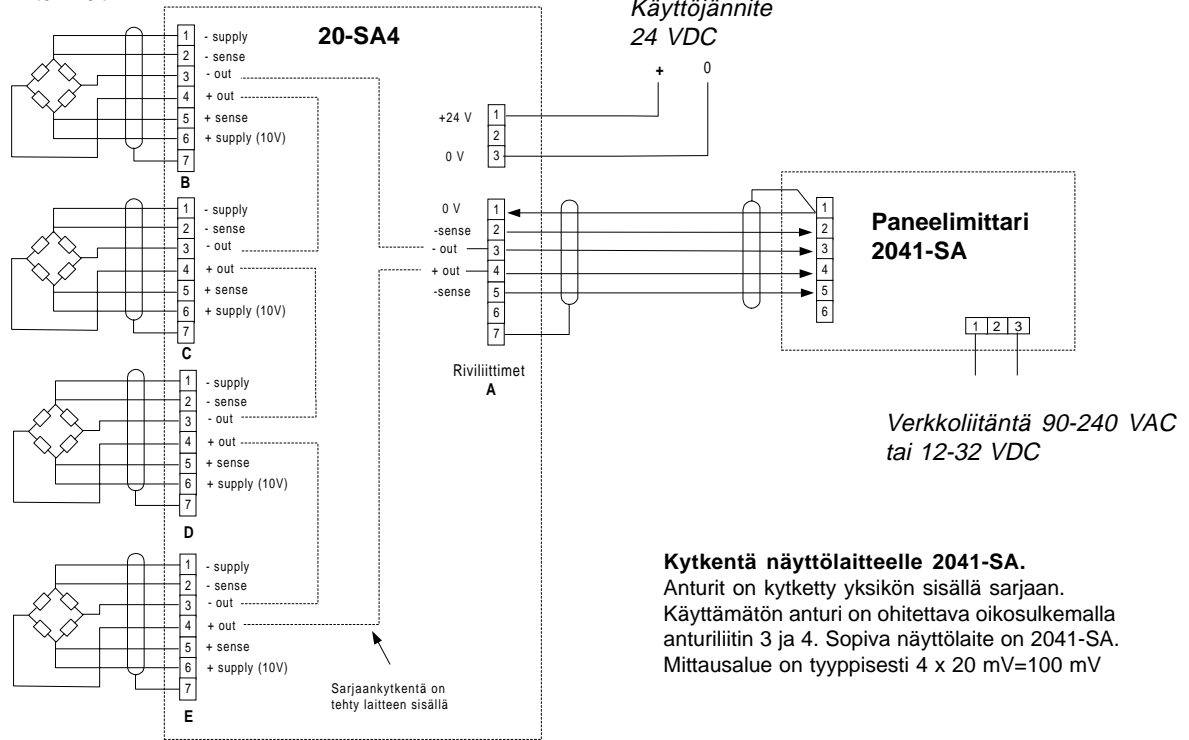 20-SA4
Käyttöjännite
24 VDC
+ 0
1 - supply
2 - sense
3 - out
4 + out
5 + sense
6 + supply (10V)
7
B
1 - supply
2 - sense
3 - out
4 + out
5 + sense
6 + supply (10V)
7
C
1 - supply
2 - sense
3 - out
4 + out
5 + sense
6 + supply (10V)
7
D
1 - supply
2 - sense
3 - out
4 + out
5 + sense
6 + supply (10V)
7
E
Sarjaankytkentä on
tehty laitteen sisällä
+24 V 1
2
0 V 3
0 V 1
-sense 2
- out 3
+ out 4
-sense 5
6
7
Riviliittimet
A
1
2
3
4
5
6
Paneelimittari
2041-SA
1 2 3
Verkkoliitäntä 90-240 VAC
tai 12-32 VDC
Kytkentä näyttölaitteelle 2041-SA.
Anturit on kytketty yksikön sisällä sarjaan.
Käyttämätön anturi on ohitettava oikosulkemalla
anturiliitin 3 ja 4. Sopiva näyttölaite on 2041-SA.
Mittausalue on tyyppisesti 4 x 20 mV=100 mV